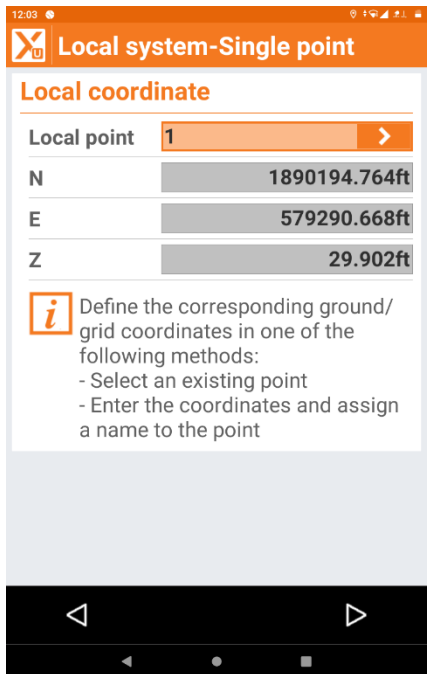 12:03
XU Local system-Single point
Local coordinate
Local point 1
N 1890194.764ft
E 579290.668ft
Z 29.902ft
i Define the corresponding ground/
grid coordinates in one of the
following methods:
- Select an existing point
- Enter the coordinates and assign
a name to the point